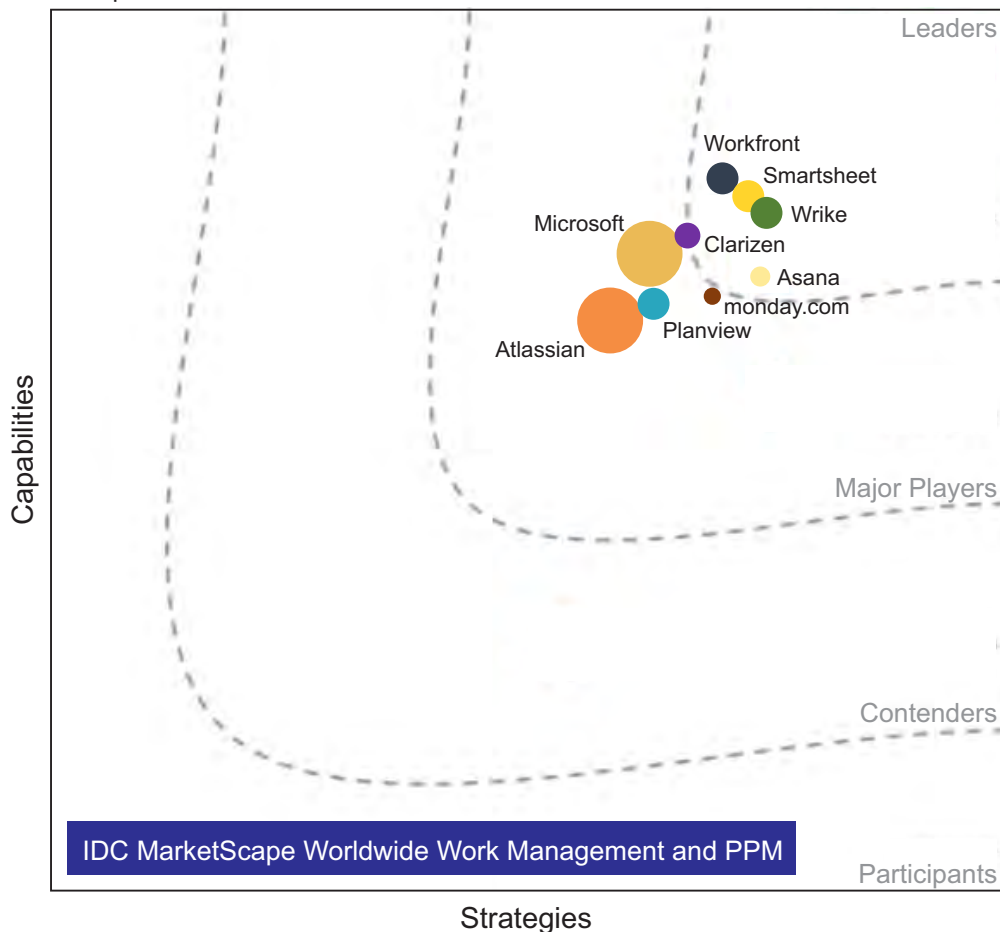 Leaders
Workfront
Smartsheet
Wrike
Microsoft
Clarizen
Asana
monday.com
Planview
Atlassian
Capabilities
Major Players
Contenders
IDC MarketScape Worldwide Work Management and PPM
Participants
Strategies